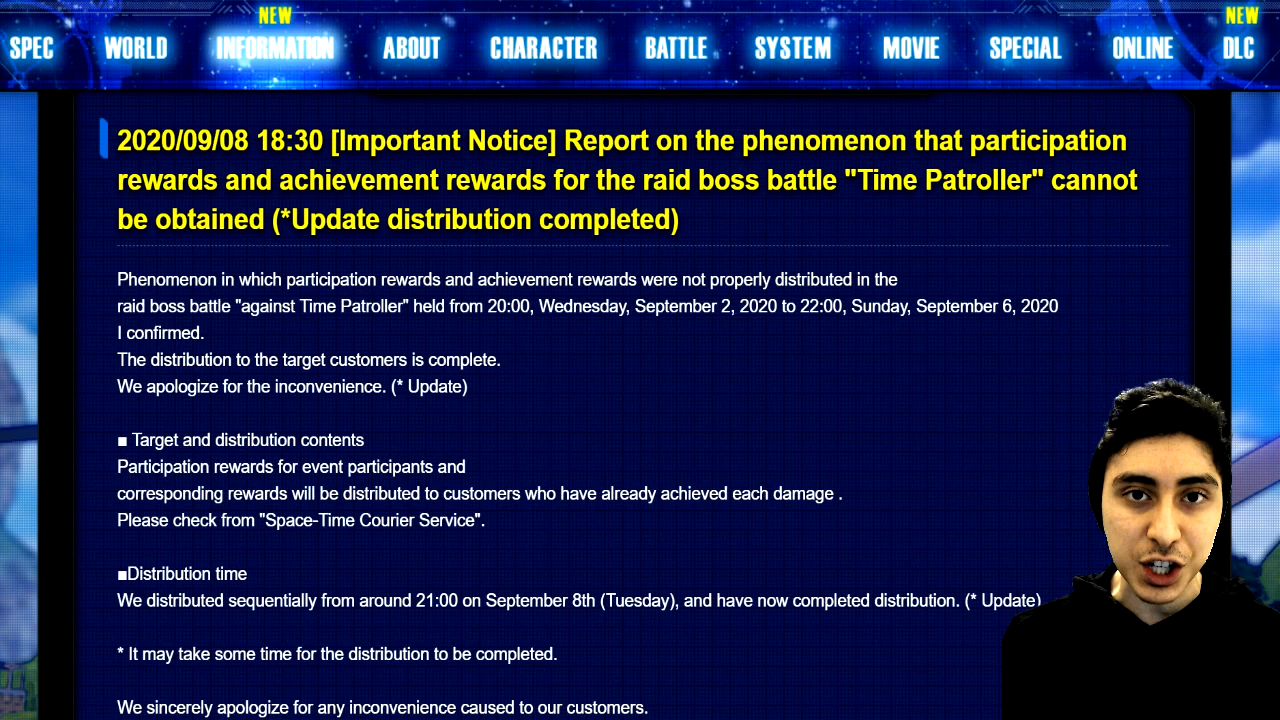 NEW
NEW
SPEC WORLD INFORMATION ABOUT CHARACTER BATTLE SYSTEM MOVIE SPECIAL ONLINE DLC
2020/09/08 18:30 [Important Notice] Report on the phenomenon that participation
rewards and achievement rewards for the raid boss battle "Time Patroller" cannot
be obtained (*Update distribution completed)
Phenomenon in which participation rewards and achievement rewards were not properly distributed in the
raid boss battle "against Time Patroller" held from 20:00, Wednesday, September 2, 2020 to 22:00, Sunday, September 6, 2020
I confirmed.
The distribution to the target customers is complete.
We apologize for the inconvenience. (* Update)
■ Target and distribution contents
Participation rewards for event participants and
corresponding rewards will be distributed to customers who have already achieved each damage .
Please check from "Space-Time Courier Service".
■Distribution time
We distributed sequentially from around 21:00 on September 8th (Tuesday), and have now completed distribution. (* Update)
* It may take some time for the distribution to be completed.
We sincerely apologize for any inconvenience caused to our customers.